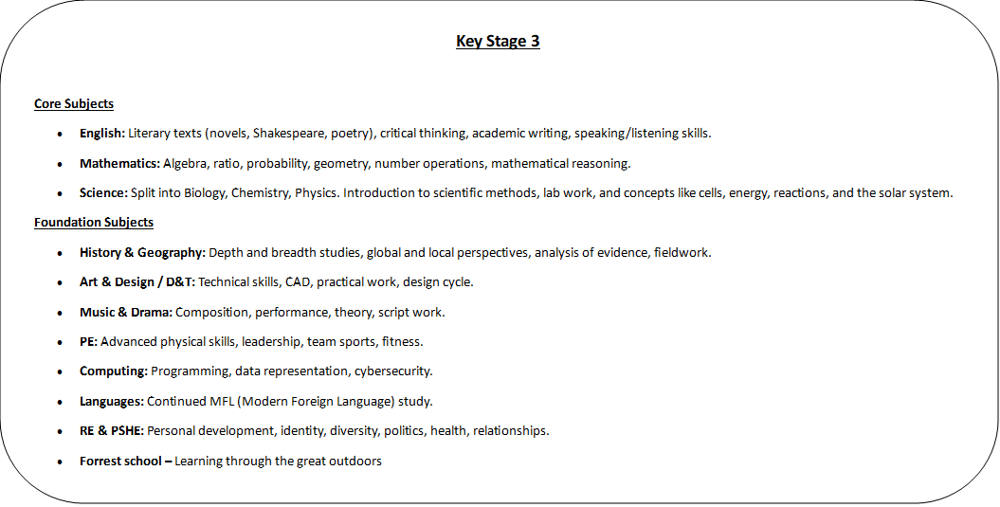 Key Stage 3
Core Subjects
• English: Literary texts (novels, Shakespeare, poetry), critical thinking, academic writing, speaking/listening skills.
• Mathematics: Algebra, ratio, probability, geometry, number operations, mathematical reasoning.
• Science: Split into Biology, Chemistry, Physics. Introduction to scientific methods, lab work, and concepts like cells, energy, reactions, and the solar system.
Foundation Subjects
• History & Geography: Depth and breadth studies, global and local perspectives, analysis of evidence, fieldwork.
• Art & Design / D&T: Technical skills, CAD, practical work, design cycle.
• Music & Drama: Composition, performance, theory, script work.
• PE: Advanced physical skills, leadership, team sports, fitness.
• Computing: Programming, data representation, cybersecurity.
• Languages: Continued MFL (Modern Foreign Language) study.
• RE & PSHE: Personal development, identity, diversity, politics, health, relationships.
• Forrest school – Learning through the great outdoors